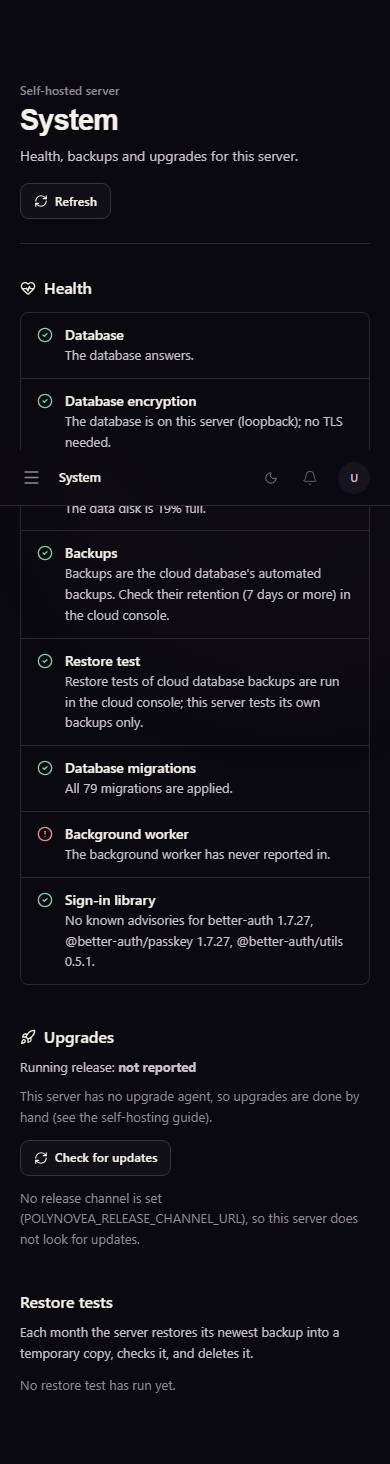 Self-hosted server
System
Health, backups and upgrades for this server.
Refresh
Health
Database
The database answers.
Database encryption
The database is on this server (loopback); no TLS
needed.
System
U
The data disk is 19% full.
Backups
Backups are the cloud database's automated
backups. Check their retention (7 days or more) in
the cloud console.
Restore test
Restore tests of cloud database backups are run
in the cloud console; this server tests its own
backups only.
Database migrations
All 79 migrations are applied.
Background worker
The background worker has never reported in.
Sign-in library
No known advisories for better-auth 1.7.27,
@better-auth/passkey 1.7.27, @better-auth/utils
0.5.1.
Upgrades
Running release: not reported
This server has no upgrade agent, so upgrades are done by
hand (see the self-hosting guide).
Check for updates
No release channel is set
(POLYNOVEA_RELEASE_CHANNEL_URL), so this server does
not look for updates.
Restore tests
Each month the server restores its newest backup into a
temporary copy, checks it, and deletes it.
No restore test has run yet.